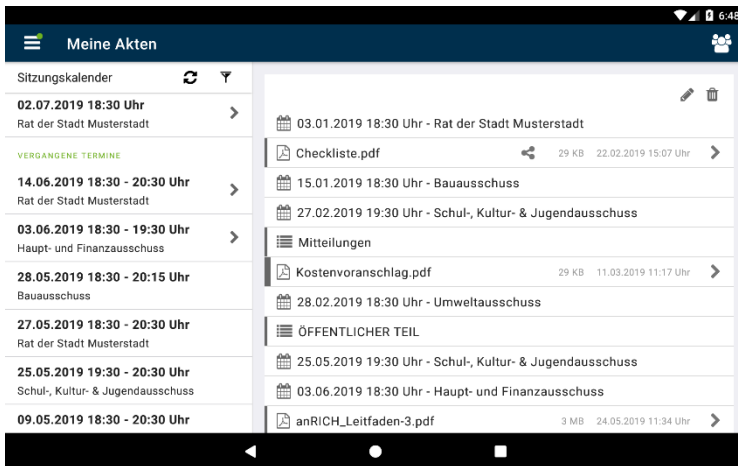 6:48
Meine Akten
Sitzungskalender
02.07.2019 18:30 Uhr
Rat der Stadt Musterstadt
VERGANGENE TERMINE
14.06.2019 18:30 - 20:30 Uhr
Rat der Stadt Musterstadt
03.06.2019 18:30 - 19:30 Uhr
Haupt- und Finanzausschuss
28.05.2019 18:30 - 20:15 Uhr
Bauausschuss
27.05.2019 18:30 - 20:30 Uhr
Rat der Stadt Musterstadt
25.05.2019 19:30 - 20:30 Uhr
Schul-, Kultur- & Jugendausschuss
09.05.2019 18:30 - 20:30 Uhr
03.01.2019 18:30 Uhr - Rat der Stadt Musterstadt
Checkliste.pdf 29 KB 22.02.2019 15:07 Uhr
15.01.2019 18:30 Uhr - Bauausschuss
27.02.2019 19:30 Uhr - Schul-, Kultur- & Jugendausschuss
Mitteilungen
Kostenvoranschlag.pdf 29 KB 11.03.2019 11:17 Uhr
28.02.2019 18:30 Uhr - Umweltausschuss
ÖFFENTLICHER TEIL
25.05.2019 19:30 Uhr - Schul-, Kultur- & Jugendausschuss
03.06.2019 18:30 Uhr - Haupt- und Finanzausschuss
anRICH_Leitfaden-3.pdf 3 MB 24.05.2019 11:34 Uhr